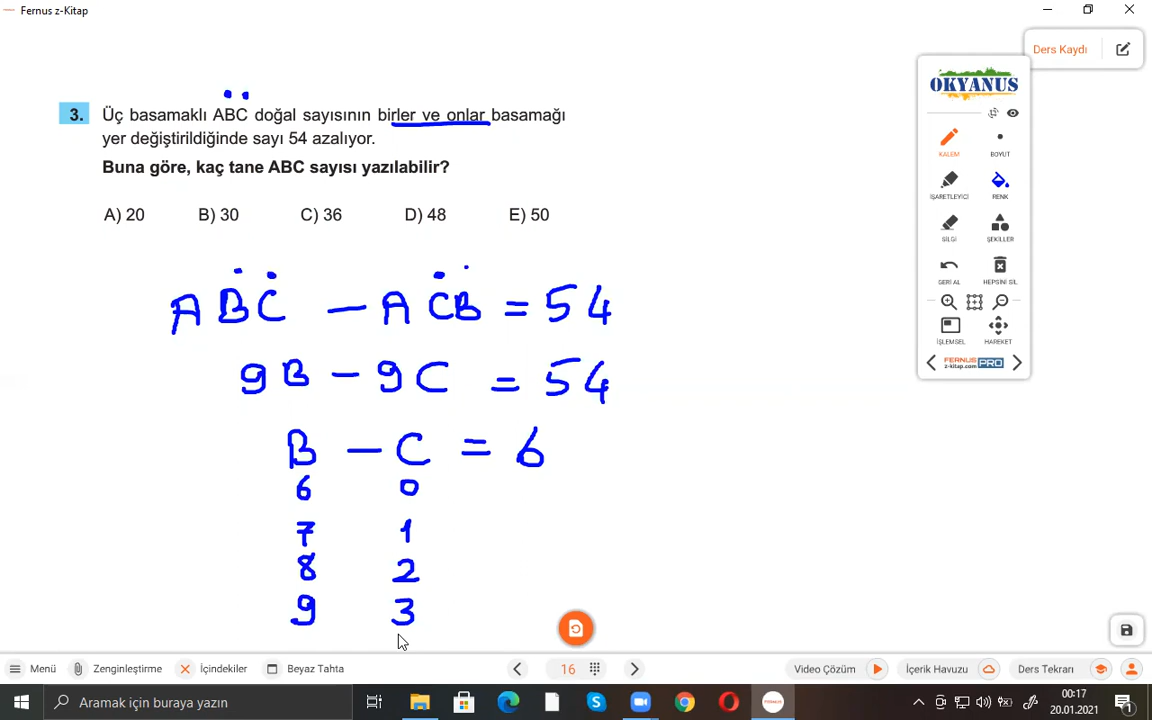 Fernus z-Kitap
Ders Kaydı
OKYANUS
3. Üç basamaklı ABC doğal sayısının birler ve onlar basamağı
yer değiştirildiğinde sayı 54 azalıyor.
Buna göre, kaç tane ABC sayısı yazılabilir?
A) 20 B) 30 C) 36 D) 48 E) 50
KALEM BOYUT
İŞARETLEYİCİ RENK
SİLGİ ŞEKİLLER
GERİ AL HEPSİNİ SİL
İŞLEMSEL HAREKET
FERNUS PRO
z-kitap.com
ABC – ACB = 54
9B – 9C = 54
B – C = 6
6 0
7 1
8 2
9 3
Menü Zenginleştirme İçindekiler Beyaz Tahta 16 Video Çözüm İçerik Havuzu Ders Tekrarı
Aramak için buraya yazın
FERNUS
00:17
20.01.2021
1